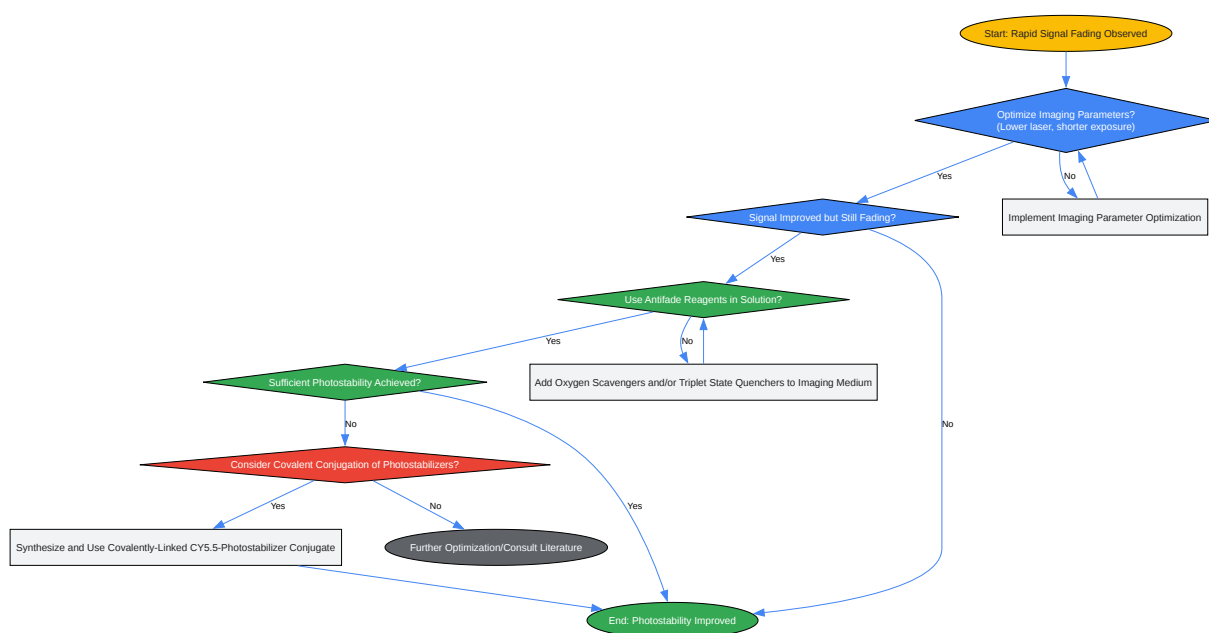 Start: Rapid Signal Fading Observed
Optimize Imaging Parameters?
(Lower laser, shorter exposure)
Yes
No
Signal Improved but Still Fading?
Implement Imaging Parameter Optimization
Yes
Use Antifade Reagents in Solution?
Yes
No
Sufficient Photostability Achieved?
Add Oxygen Scavengers and/or Triplet State Quenchers to Imaging Medium
No
No
Consider Covalent Conjugation of Photostabilizers?
Yes
No
Yes
Synthesize and Use Covalently-Linked CY5.5-Photostabilizer Conjugate
Further Optimization/Consult Literature
End: Photostability Improved